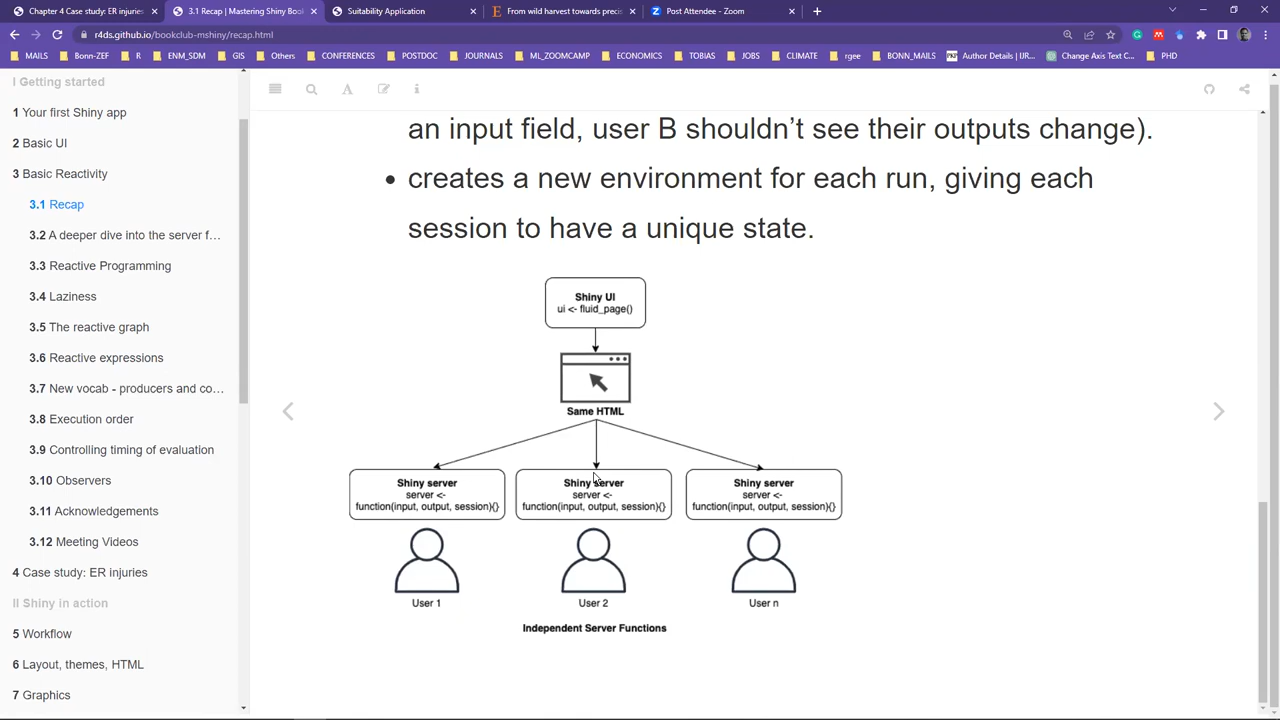 Chapter 4 Case study: ER injuries
3.1 Recap | Mastering Shiny Boo
Suitability Application
From wild harvest towards preci
Post Attendee - Zoom
r4ds.github.io/bookclub-mshiny/recap.html
MAILS
Bonn-ZEF
R
ENM_SDM
GIS
Others
CONFERENCES
POSTDOC
JOURNALS
ML_ZOOMCAMP
ECONOMICS
TOBIAS
JOBS
CLIMATE
rgee
BONN_MAILS
Author Details | (JR...
Change Axis Text C...
PHD
I Getting started
1 Your first Shiny app
2 Basic UI
3 Basic Reactivity
3.1 Recap
3.2 A deeper dive into the server f…
3.3 Reactive Programming
3.4 Laziness
3.5 The reactive graph
3.6 Reactive expressions
3.7 New vocab - producers and co…
3.8 Execution order
3.9 Controlling timing of evaluation
3.10 Observers
3.11 Acknowledgements
3.12 Meeting Videos
4 Case study: ER injuries
II Shiny in action
5 Workflow
6 Layout, themes, HTML
7 Graphics
an input field, user B shouldn’t see their outputs change).
• creates a new environment for each run, giving each
session to have a unique state.
Shiny UI
ui <- fluid_page()
Same HTML
Shiny server
server <-
function(input, output, session){}
Shiny server
server <-
function(input, output, session){}
Shiny server
server <-
function(input, output, session){}
User 1
User 2
User n
Independent Server Functions